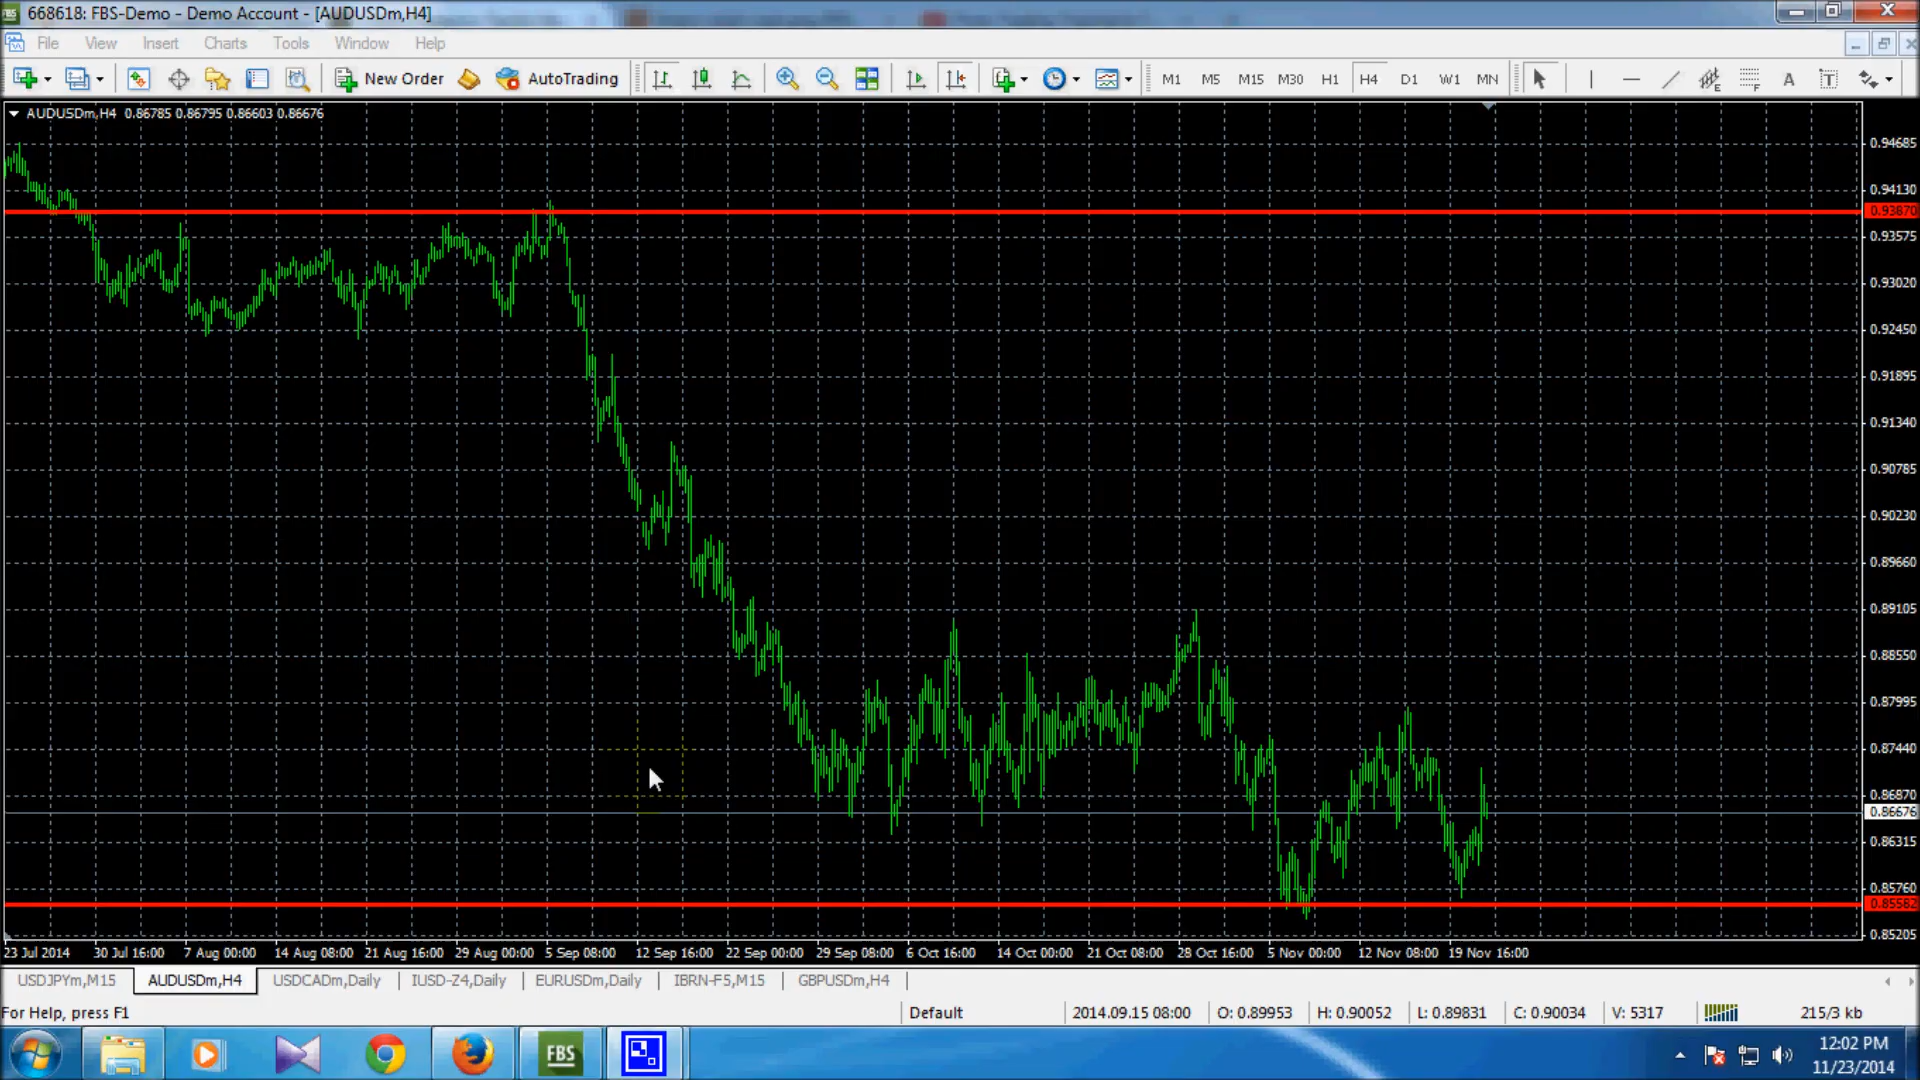 668618: FBS-Demo - Demo Account - [AUDUSDm,H4]
File View Insert Charts Tools Window Help
New Order AutoTrading M1 M5 M15 M30 H1 H4 D1 W1 MN A T
AUDUSDm,H4 0.86785 0.86795 0.86603 0.86676
0.94685
0.94130
0.93870
0.93575
0.93020
0.92450
0.91895
0.91340
0.90785
0.90230
0.89660
0.89105
0.88550
0.87995
0.87440
0.86870
0.86676
0.86315
0.85760
0.85582
0.85205
23 Jul 2014 30 Jul 16:00 7 Aug 00:00 14 Aug 08:00 21 Aug 16:00 29 Aug 00:00 5 Sep 08:00 12 Sep 16:00 22 Sep 00:00 29 Sep 08:00 6 Oct 16:00 14 Oct 00:00 21 Oct 08:00 28 Oct 16:00 5 Nov 00:00 12 Nov 08:00 19 Nov 16:00
USDJPYm,M15 AUDUSDm,H4 USDCADm,Daily IUSD-Z4,Daily EURUSDm,Daily IBRN-F5,M15 GBPUSDm,H4
For Help, press F1 Default 2014.09.15 08:00 O: 0.89953 H: 0.90052 L: 0.89831 C: 0.90034 V: 5317 215/3 kb
FBS
12:02 PM
11/23/2014